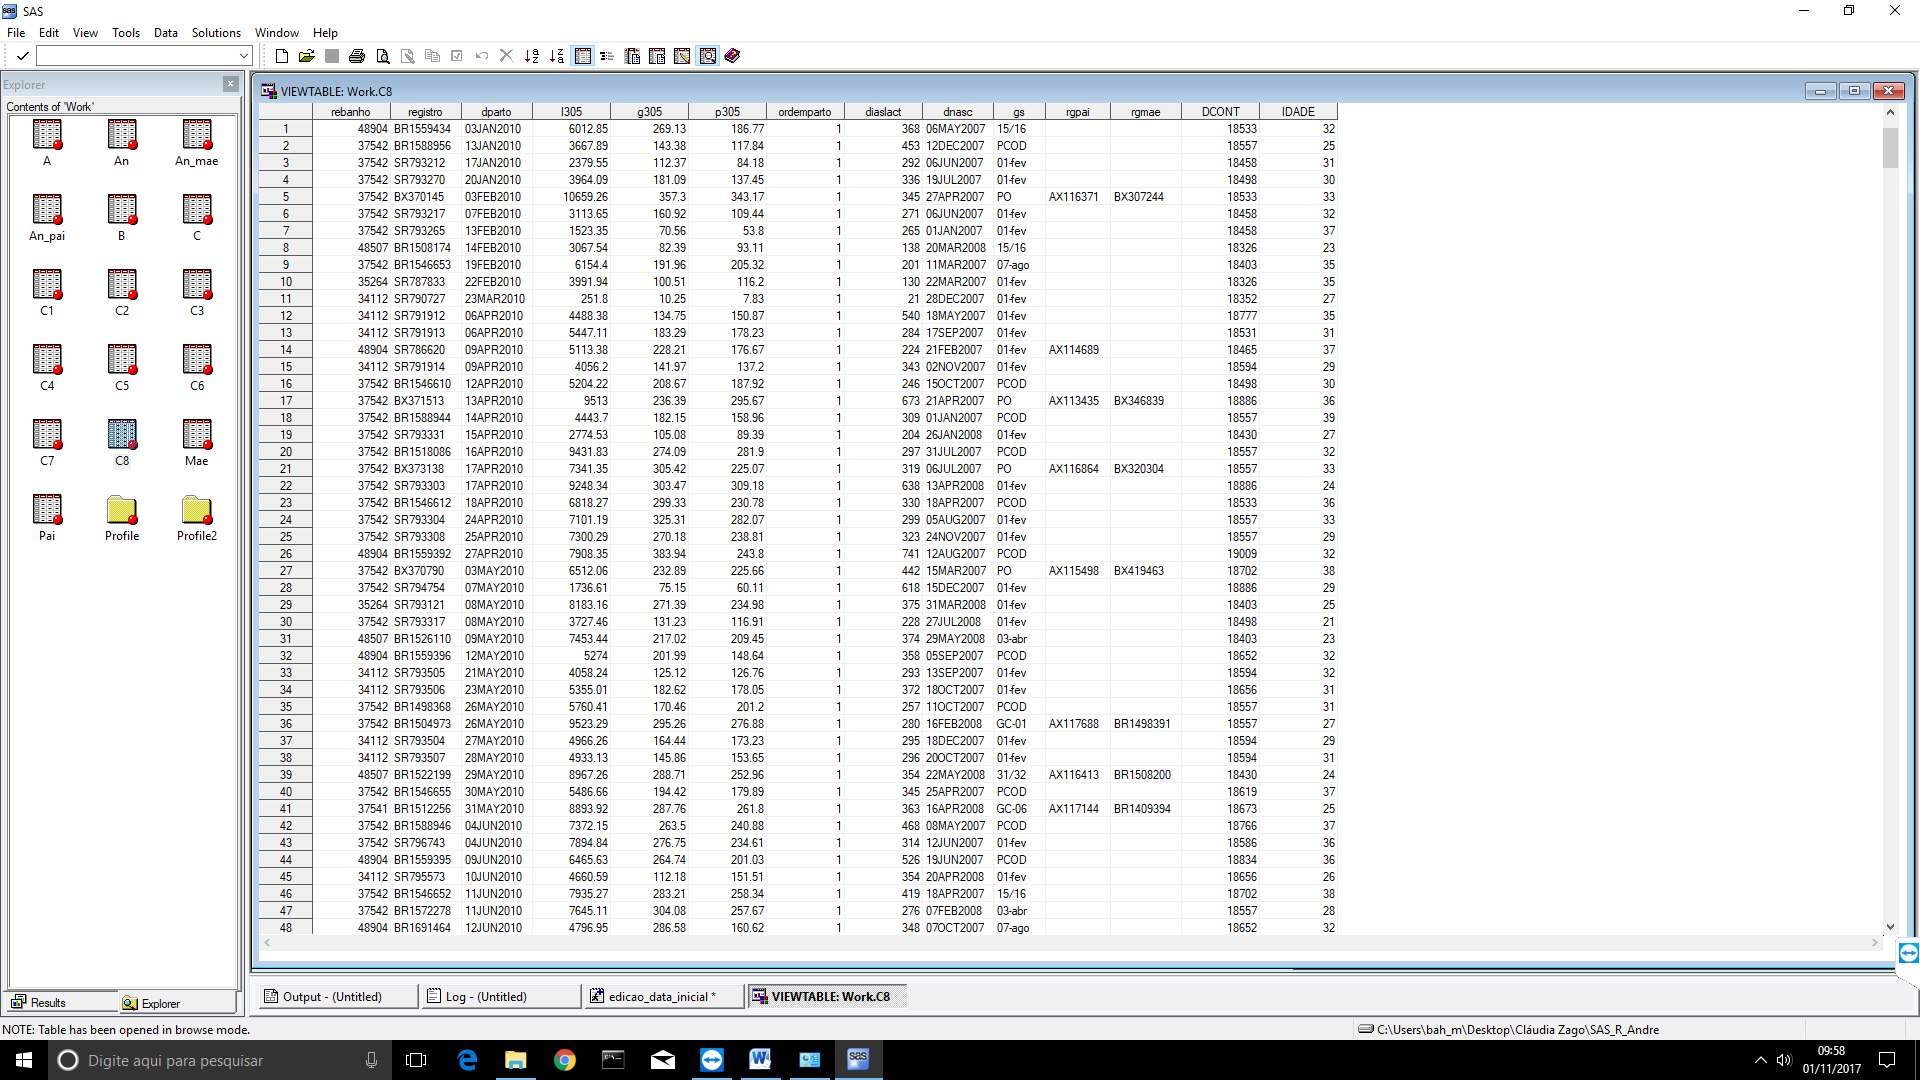 SAS
File Edit View Tools Data Solutions Window Help
Explorer
Contents of 'Work'
A An An_mae
An_pai B C
C1 C2 C3
C4 C5 C6
C7 C8 Mae
Pai Profile Profile2
Results Explorer
VIEWTABLE: Work.C8
rebanho registro dparto l305 g305 p305 ordemparto diaslact dnasc gs rgpai rgmae DCONT IDADE
1 48904 BR1559434 03JAN2010 6012.85 269.13 186.77 1 368 06MAY2007 15/16 18533 32
2 37542 BR1588956 13JAN2010 3667.89 143.38 117.84 1 453 12DEC2007 PCOD 18557 25
3 37542 SR793212 17JAN2010 2379.55 112.37 84.18 1 292 06JUN2007 01-fev 18458 31
4 37542 SR793270 20JAN2010 3964.09 181.09 137.45 1 336 19JUL2007 01-fev 18498 30
5 37542 BX370145 03FEB2010 10659.26 357.3 343.17 1 345 27APR2007 PO AX116371 BX307244 18533 33
6 37542 SR793217 07FEB2010 3113.65 160.92 109.44 1 271 06JUN2007 01-fev 18458 32
7 37542 SR793265 13FEB2010 1523.35 70.56 53.8 1 265 01JAN2007 01-fev 18458 37
8 48507 BR1508174 14FEB2010 3067.54 82.39 93.11 1 138 20MAR2008 15/16 18326 23
9 37542 BR1546653 19FEB2010 6154.4 191.96 205.32 1 201 11MAR2007 07-ago 18403 35
10 35264 SR787833 22FEB2010 3991.94 100.51 116.2 1 130 22MAR2007 01-fev 18326 35
11 34112 SR790727 23MAR2010 251.8 10.25 7.83 1 21 28DEC2007 01-fev 18352 27
12 34112 SR791912 06APR2010 4488.38 134.75 150.87 1 540 18MAY2007 01-fev 18777 35
13 34112 SR791913 06APR2010 5447.11 183.29 178.23 1 284 17SEP2007 01-fev 18531 31
14 48904 SR786620 09APR2010 5113.38 228.21 176.67 1 224 21FEB2007 01-fev AX114689 18465 37
15 34112 SR791914 09APR2010 4056.2 141.97 137.2 1 343 02NOV2007 01-fev 18594 29
16 37542 BR1546610 12APR2010 5204.22 208.67 187.92 1 246 15OCT2007 PCOD 18498 30
17 37542 BX371513 13APR2010 9513 236.39 295.67 1 673 21APR2007 PO AX113435 BX346839 18886 36
18 37542 BR1588944 14APR2010 4443.7 182.15 158.96 1 309 01JAN2007 PCOD 18557 39
19 37542 SR793331 15APR2010 2774.53 105.08 89.39 1 204 26JAN2008 01-fev 18430 27
20 37542 BR1518086 16APR2010 9431.83 274.09 281.9 1 297 31JUL2007 PCOD 18557 32
21 37542 BX373138 17APR2010 7341.35 305.42 225.07 1 319 06JUL2007 PO AX116864 BX320304 18557 33
22 37542 SR793303 17APR2010 9248.34 303.47 309.18 1 638 13APR2008 01-fev 18886 24
23 37542 BR1546612 18APR2010 6818.27 299.33 230.78 1 330 18APR2007 PCOD 18533 36
24 37542 SR793304 24APR2010 7101.19 325.31 282.07 1 299 05AUG2007 01-fev 18557 33
25 37542 SR793308 25APR2010 7300.29 270.18 238.81 1 323 24NOV2007 01-fev 18557 29
26 48904 BR1559392 27APR2010 7908.35 383.94 243.8 1 741 12AUG2007 PCOD 19009 32
27 37542 BX370790 03MAY2010 6512.06 232.89 225.66 1 442 15MAR2007 PO AX115498 BX419463 18702 38
28 37542 SR794754 07MAY2010 1736.61 75.15 60.11 1 618 15DEC2007 01-fev 18886 29
29 35264 SR793121 08MAY2010 8183.16 271.39 234.98 1 375 31MAR2008 01-fev 18403 25
30 37542 SR793317 08MAY2010 3727.46 131.23 116.91 1 228 27JUL2008 01-fev 18498 21
31 48507 BR1526110 09MAY2010 7453.44 217.02 209.45 1 374 29MAY2008 03-abr 18403 23
32 48904 BR1559396 12MAY2010 5274 201.99 148.64 1 358 05SEP2007 PCOD 18652 32
33 34112 SR793505 21MAY2010 4058.24 125.12 126.76 1 293 13SEP2007 01-fev 18594 32
34 34112 SR793506 23MAY2010 5355.01 182.62 178.05 1 372 18OCT2007 01-fev 18656 31
35 37542 BR1498368 26MAY2010 5760.41 170.46 201.2 1 257 11OCT2007 PCOD 18557 31
36 37542 BR1504973 26MAY2010 9523.29 295.26 276.88 1 280 16FEB2008 GC-01 AX117688 BR1498391 18557 27
37 34112 SR793504 27MAY2010 4966.26 164.44 173.23 1 295 18DEC2007 01-fev 18594 29
38 34112 SR793507 28MAY2010 4933.13 145.86 153.65 1 296 20OCT2007 01-fev 18594 31
39 48507 BR1522199 29MAY2010 8967.26 288.71 252.96 1 354 22MAY2008 31/32 AX116413 BR1508200 18430 24
40 37542 BR1546655 30MAY2010 5486.66 194.42 179.89 1 345 25APR2007 PCOD 18619 37
41 37541 BR1512256 31MAY2010 8893.92 287.76 261.8 1 363 16APR2008 GC-06 AX117144 BR1409394 18673 25
42 37542 BR1588946 04JUN2010 7372.15 263.5 240.88 1 468 08MAY2007 PCOD 18766 37
43 37542 SR796743 04JUN2010 7894.84 276.75 234.61 1 314 12JUN2007 01-fev 18586 36
44 48904 BR1559395 09JUN2010 6465.63 264.74 201.03 1 526 19JUN2007 PCOD 18834 36
45 34112 SR795573 10JUN2010 4660.59 112.18 151.51 1 354 20APR2008 01-fev 18656 26
46 37542 BR1546652 11JUN2010 7935.27 283.21 258.34 1 419 18APR2007 15/16 18702 38
47 37542 BR1572278 11JUN2010 7645.11 304.08 257.67 1 276 07FEB2008 03-abr 18557 28
48 48904 BR1691464 12JUN2010 4796.95 286.58 160.62 1 348 07OCT2007 07-ago 18652 32
Output - (Untitled) Log - (Untitled) edicao_data_inicial * VIEWTABLE: Work.C8
NOTE: Table has been opened in browse mode. C:\Users\bah_m\Desktop\Cláudia Zago\SAS_R_Andre
Digite aqui para pesquisar
09:58
01/11/2017